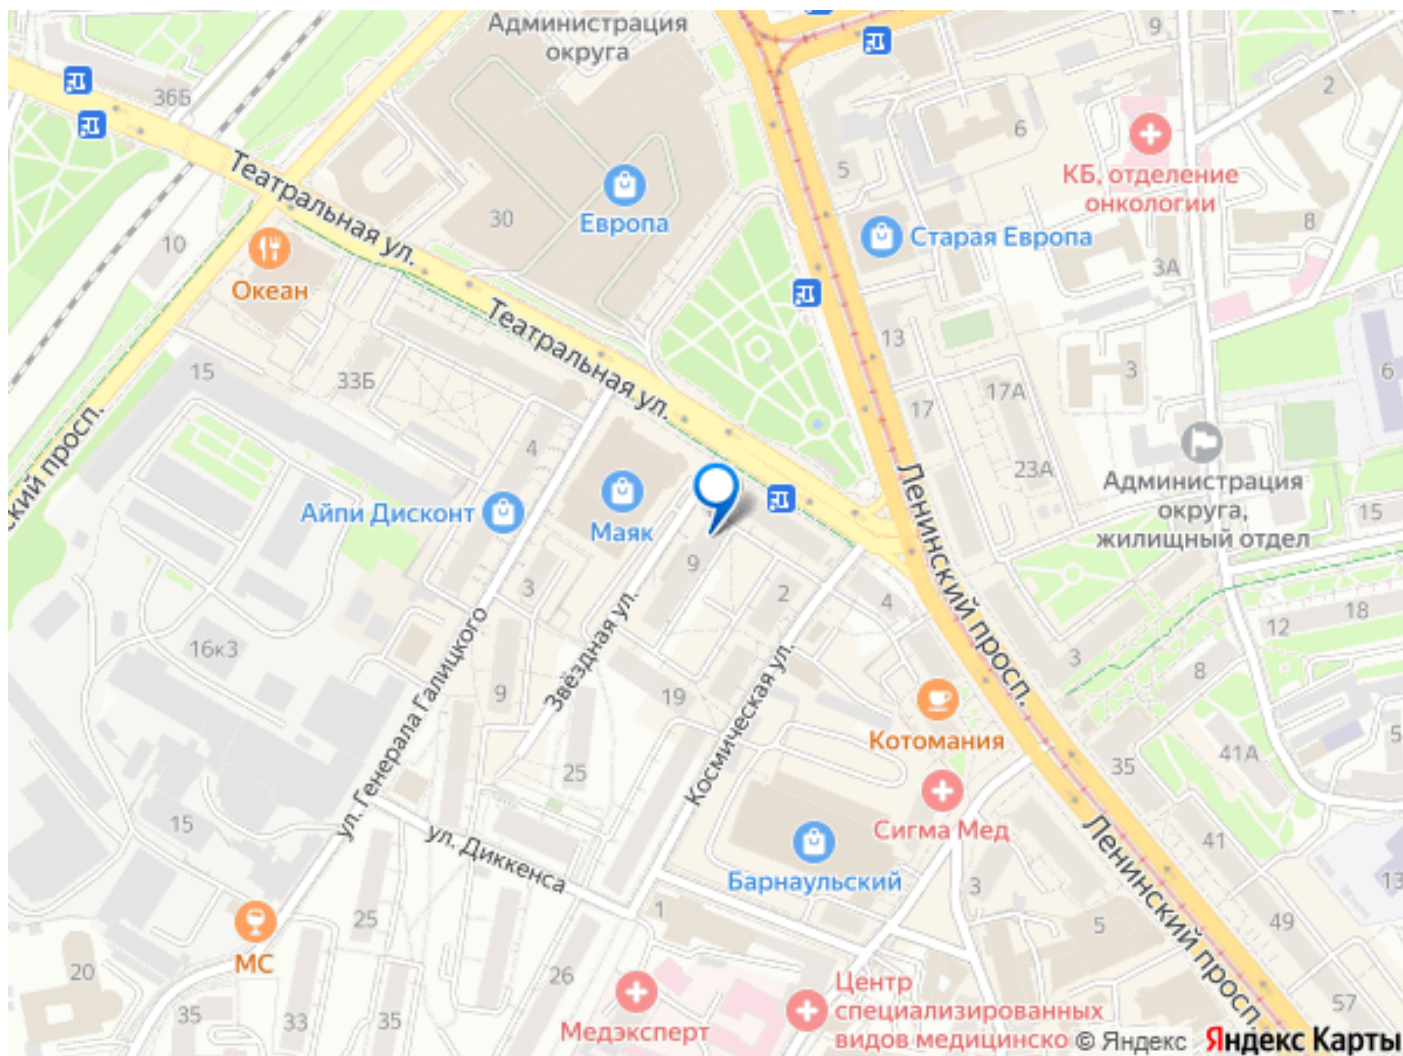 Администрация
округа
9
2
36Б
6
5
КБ, отделение
онкологии
Театральная ул.
30
Европа
Старая Европа
8
10
3А
Океан
Театральная ул.
13
15
33Б
17А
3
6
17
ский просп.
4
23А
Ленинский просп.
Администрация
округа,
жилищный отдел
Айпи Дисконт
Маяк
15
9
3
2
4
Звёздная ул.
18
12
16к3
ул. Генерала Галицкого
3
8
9
19
Космическая ул.
Котомания
35
41А
5
25
Сигма Мед
15
ул. Диккенса
41
Ленинский просп.
Барнаульский
3
13
25
1
5
49
МС
20
26
Медэксперт
Центр
специализированных
видов медицинско
57
35
33
35
© Яндекс Яндекс Карты